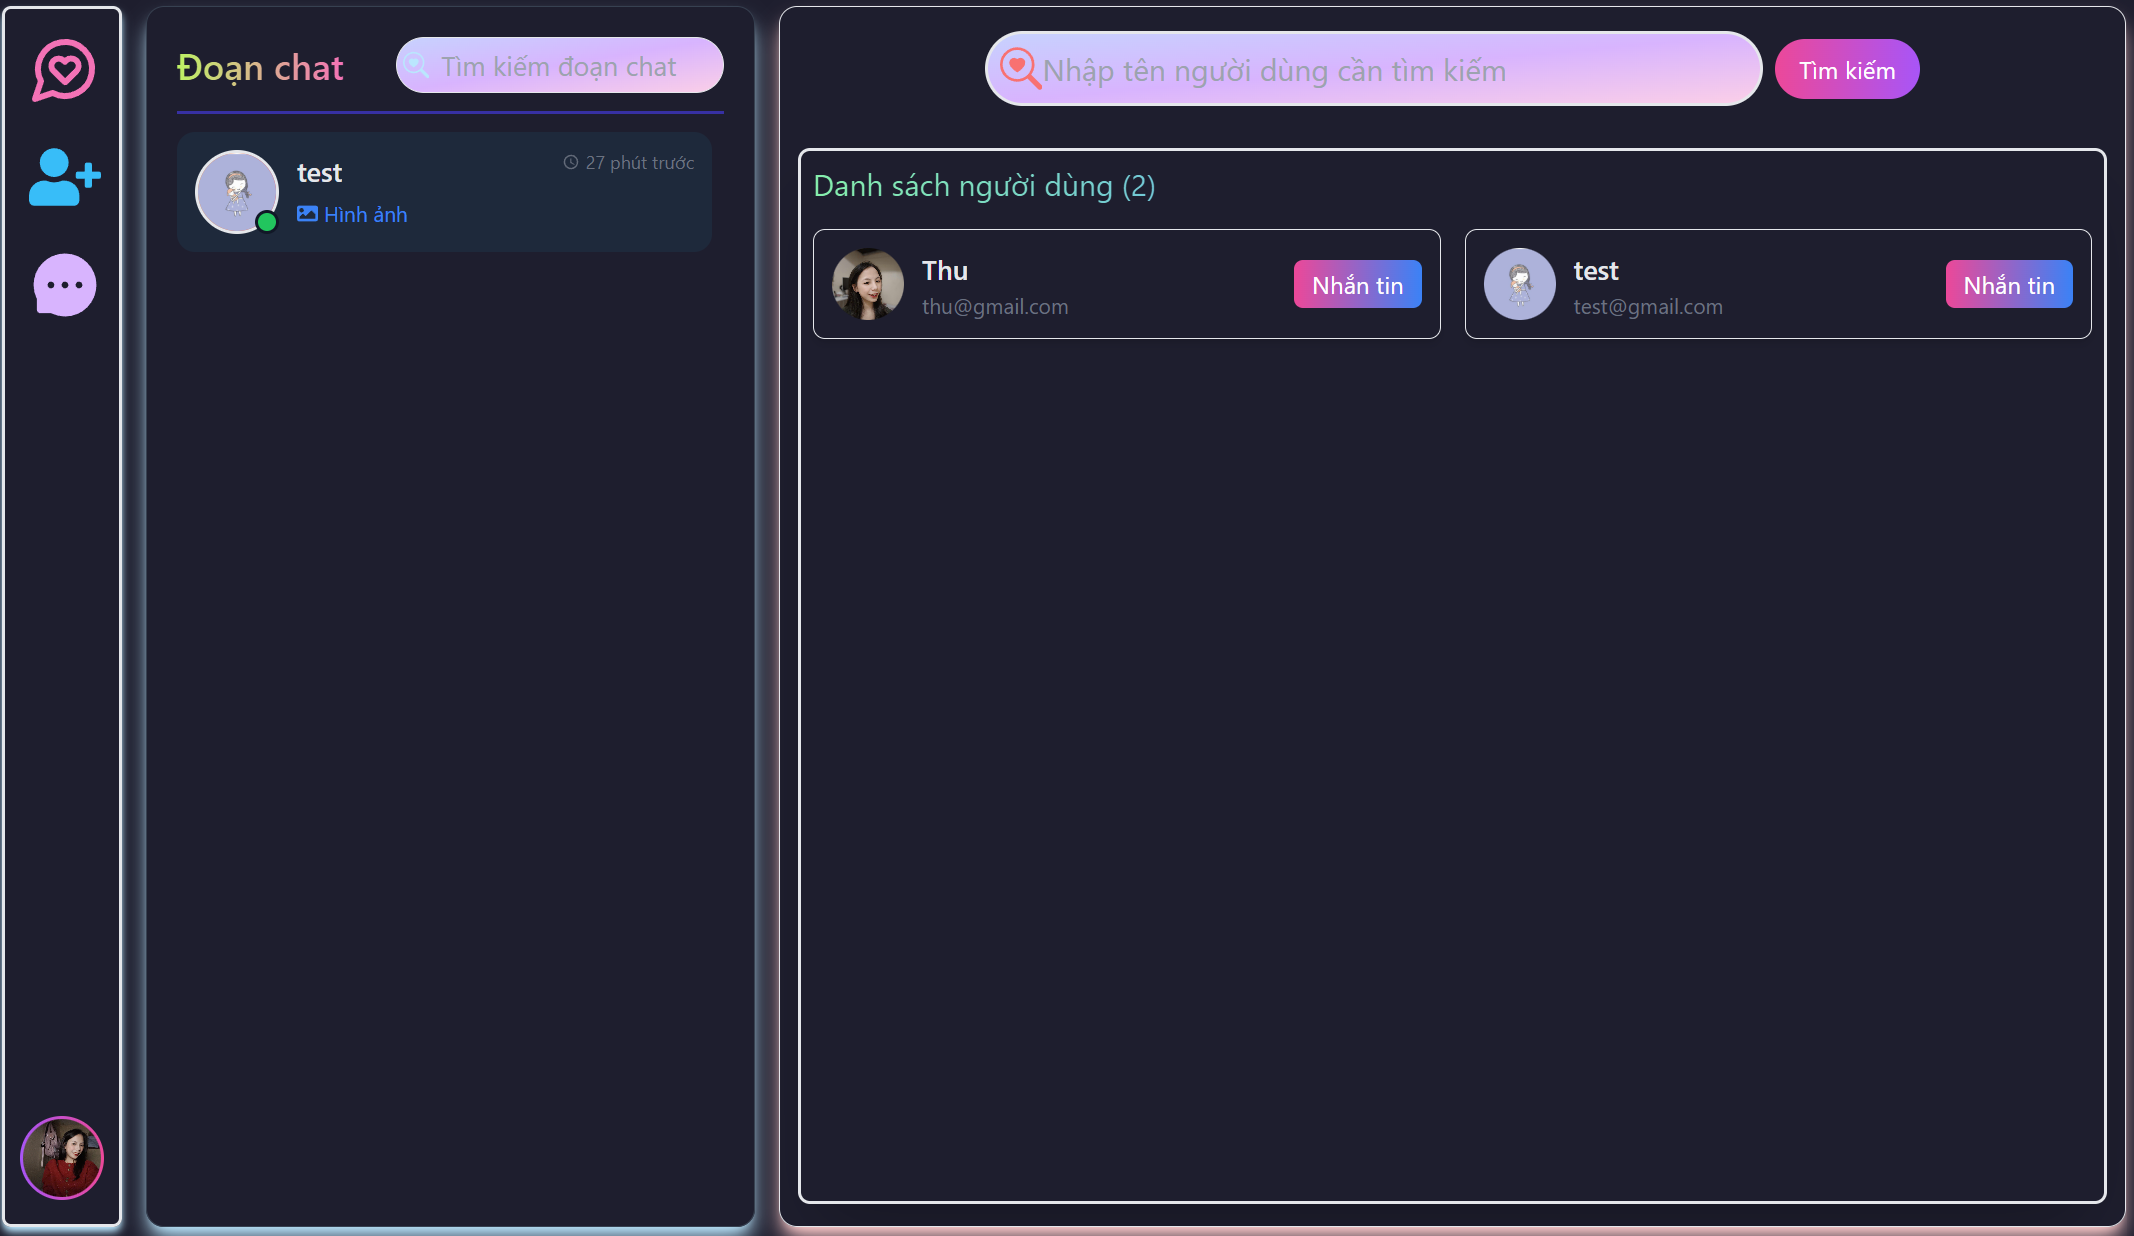 Đoạn chat
Tìm kiếm đoạn chat
test
27 phút trước
Hình ảnh
Nhập tên người dùng cần tìm kiếm
Tìm kiếm
Danh sách người dùng (2)
Thu
thu@gmail.com
Nhắn tin
test
test@gmail.com
Nhắn tin